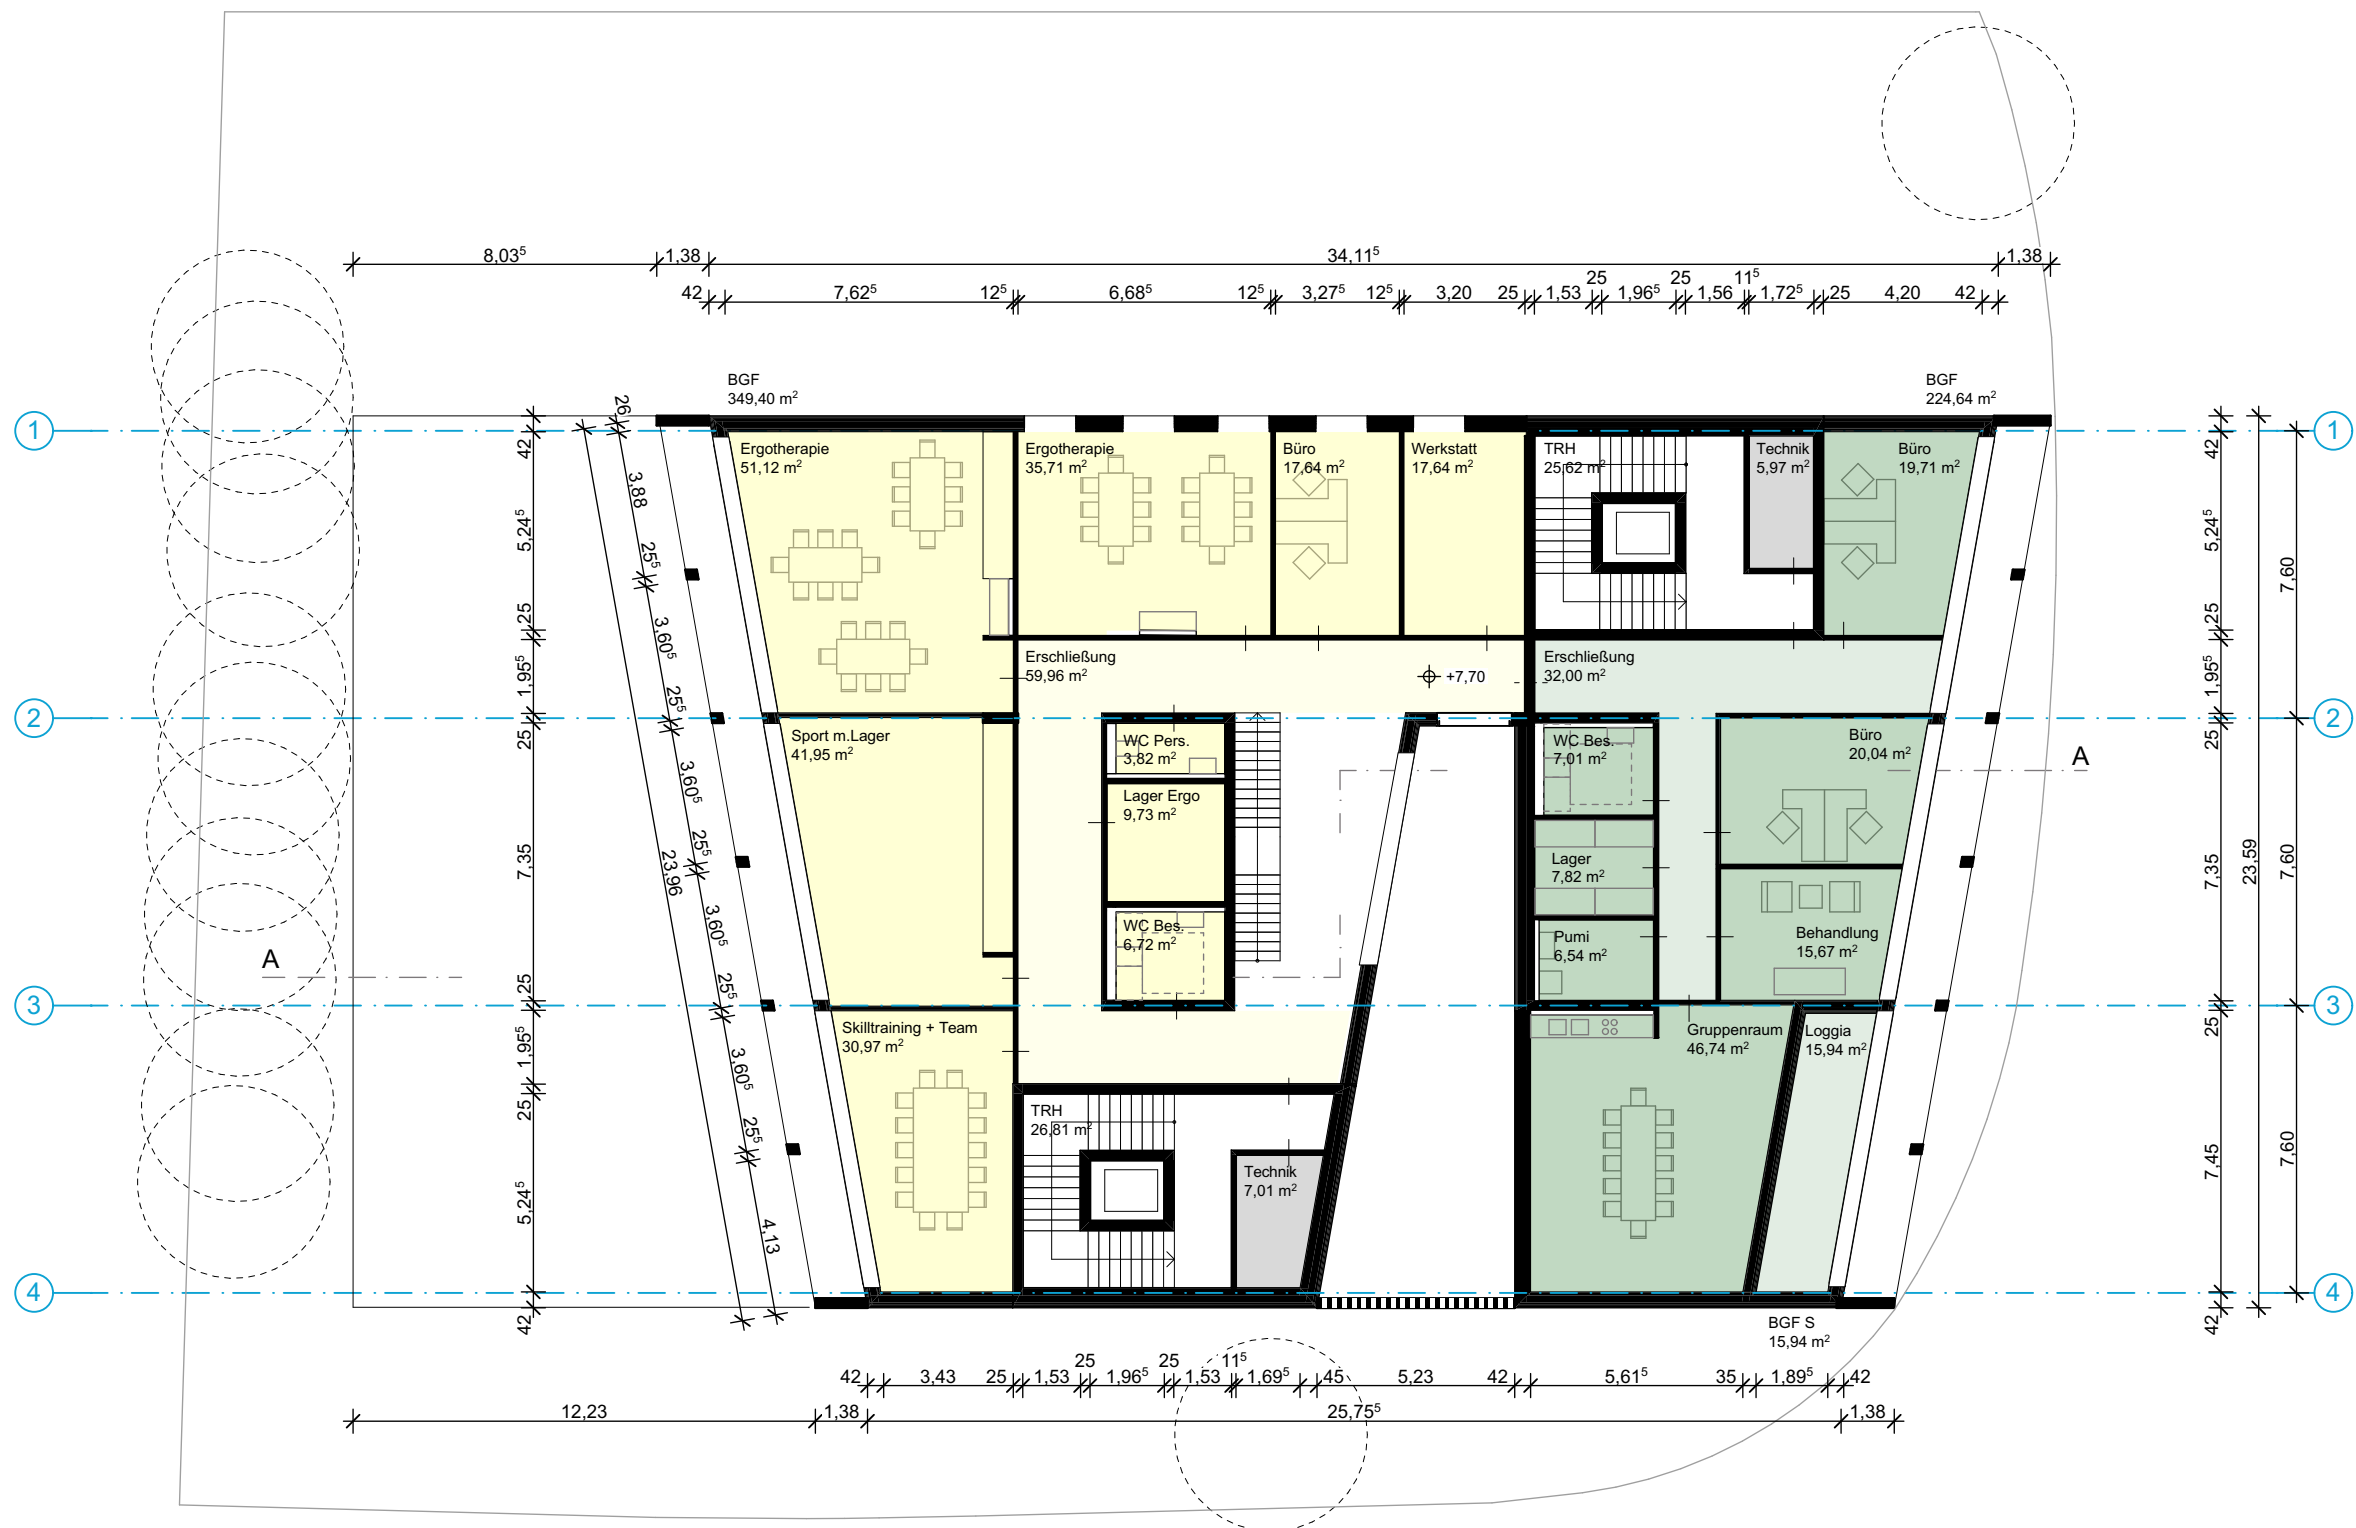 8,03⁵ 1,38 34,11⁵ 1,38
25 25 11⁵
42 7,62⁵ 12⁵ 6,68⁵ 12⁵ 3,27⁵ 12⁵ 3,20 25 1,53 1,96⁵ 1,56 1,72⁵ 25 4,20 42
BGF
349,40 m²
BGF
224,64 m²
1
1
2
2
3
3
4
4
42
5,24⁵
25
1,95⁵
25
7,35
25
1,95⁵
25
5,24⁵
42
26
3,88
25⁵
3,60⁵
25⁵
3,60⁵
25⁵
3,60⁵
25⁵
3,60⁵
25⁵
4,13
23,96
Ergotherapie
51,12 m²
Ergotherapie
35,71 m²
Büro
17,64 m²
Werkstatt
17,64 m²
TRH
25,62 m²
Technik
5,97 m²
Büro
19,71 m²
Erschließung
59,96 m²
+7,70
Erschließung
32,00 m²
Sport m.Lager
41,95 m²
WC Pers.
3,82 m²
Lager Ergo
9,73 m²
WC Bes.
6,72 m²
WC Bes.
7,01 m²
Büro
20,04 m²
Lager
7,82 m²
Pumi
6,54 m²
Behandlung
15,67 m²
A
A
Skilltraining + Team
30,97 m²
TRH
26,81 m²
Technik
7,01 m²
Gruppenraum
46,74 m²
Loggia
15,94 m²
42
5,24⁵
25
1,95⁵
25
7,35
25
7,45
42
23,59
7,60
7,60
7,60
BGF S
15,94 m²
25 25 11⁵
42 3,43 25 1,53 1,96⁵ 1,53 1,69⁵ 45 5,23 42 5,61⁵ 35 1,89⁵ 42
12,23 1,38 25,75⁵ 1,38